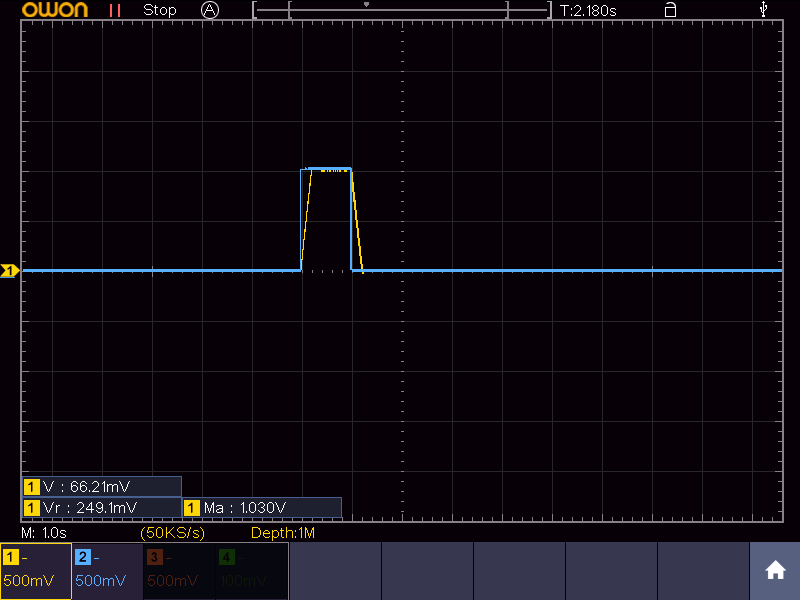 OWON Stop A T:2.180s
1
1 V : 66.21mV
1 Vr : 249.1mV 1 Ma : 1.030V
M: 1.0s (50KS/s) Depth:1M
1 - 2 - 3 - 4 -
500mV 500mV 500mV 100mV